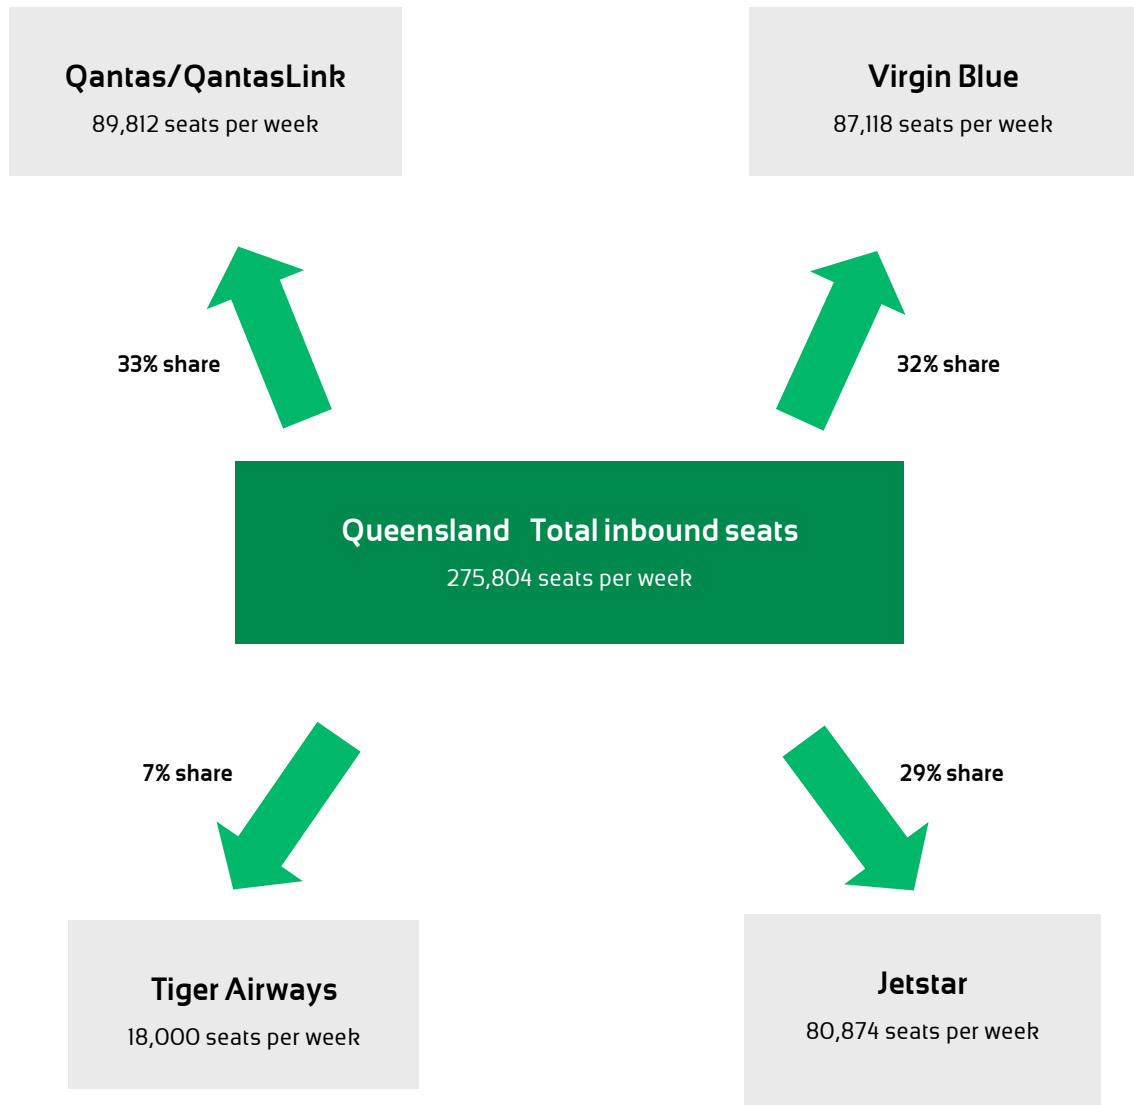 Qantas/QantasLink
89,812 seats per week
Virgin Blue
87,118 seats per week
33% share
32% share
Queensland Total inbound seats
275,804 seats per week
7% share
29% share
Tiger Airways
18,000 seats per week
Jetstar
80,874 seats per week